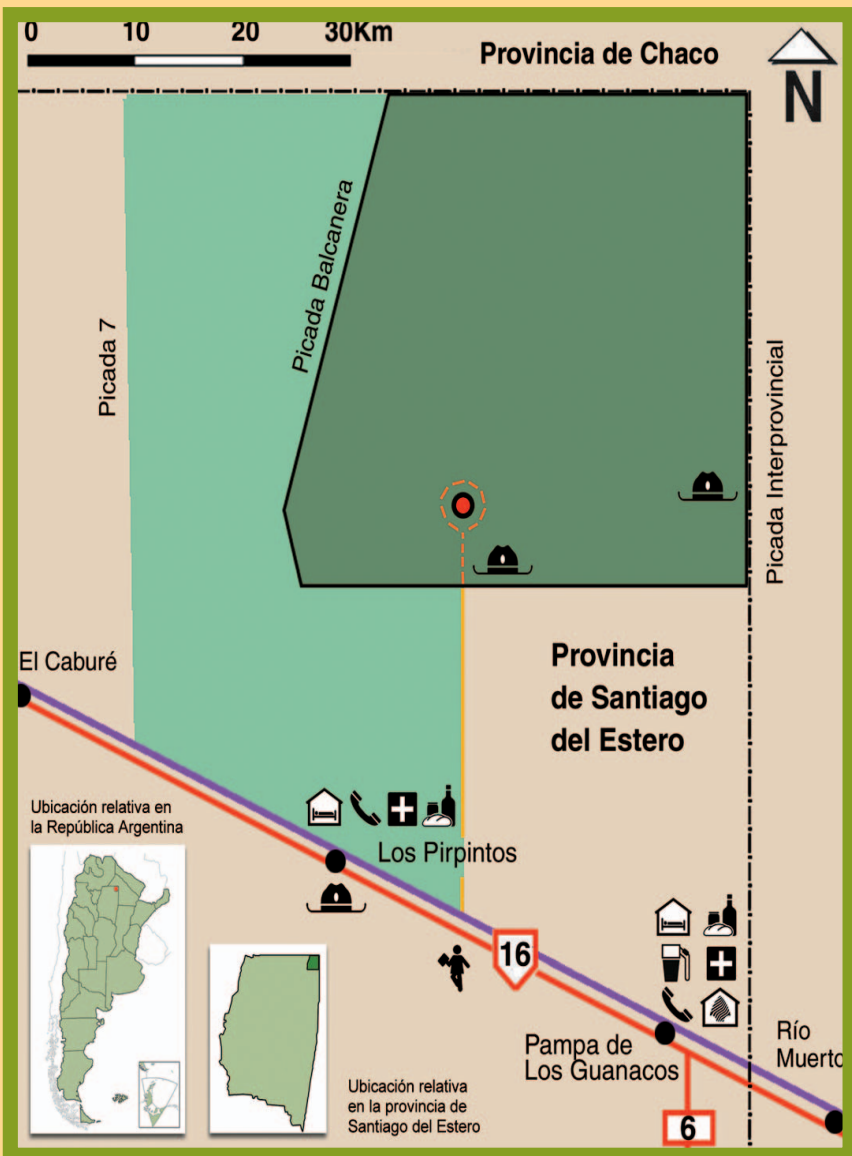 0 10 20 30Km
Provincia de Chaco
N
Picada Balcanera
Picada 7
Picada Interprovincial
El Caburé
Provincia
de Santiago
del Estero
Ubicación relativa en
la República Argentina
Los Pirpintos
16
Pampa de
Los Guanacos
Río
Muerto
Ubicación relativa
en la provincia de
Santiago del Estero
6